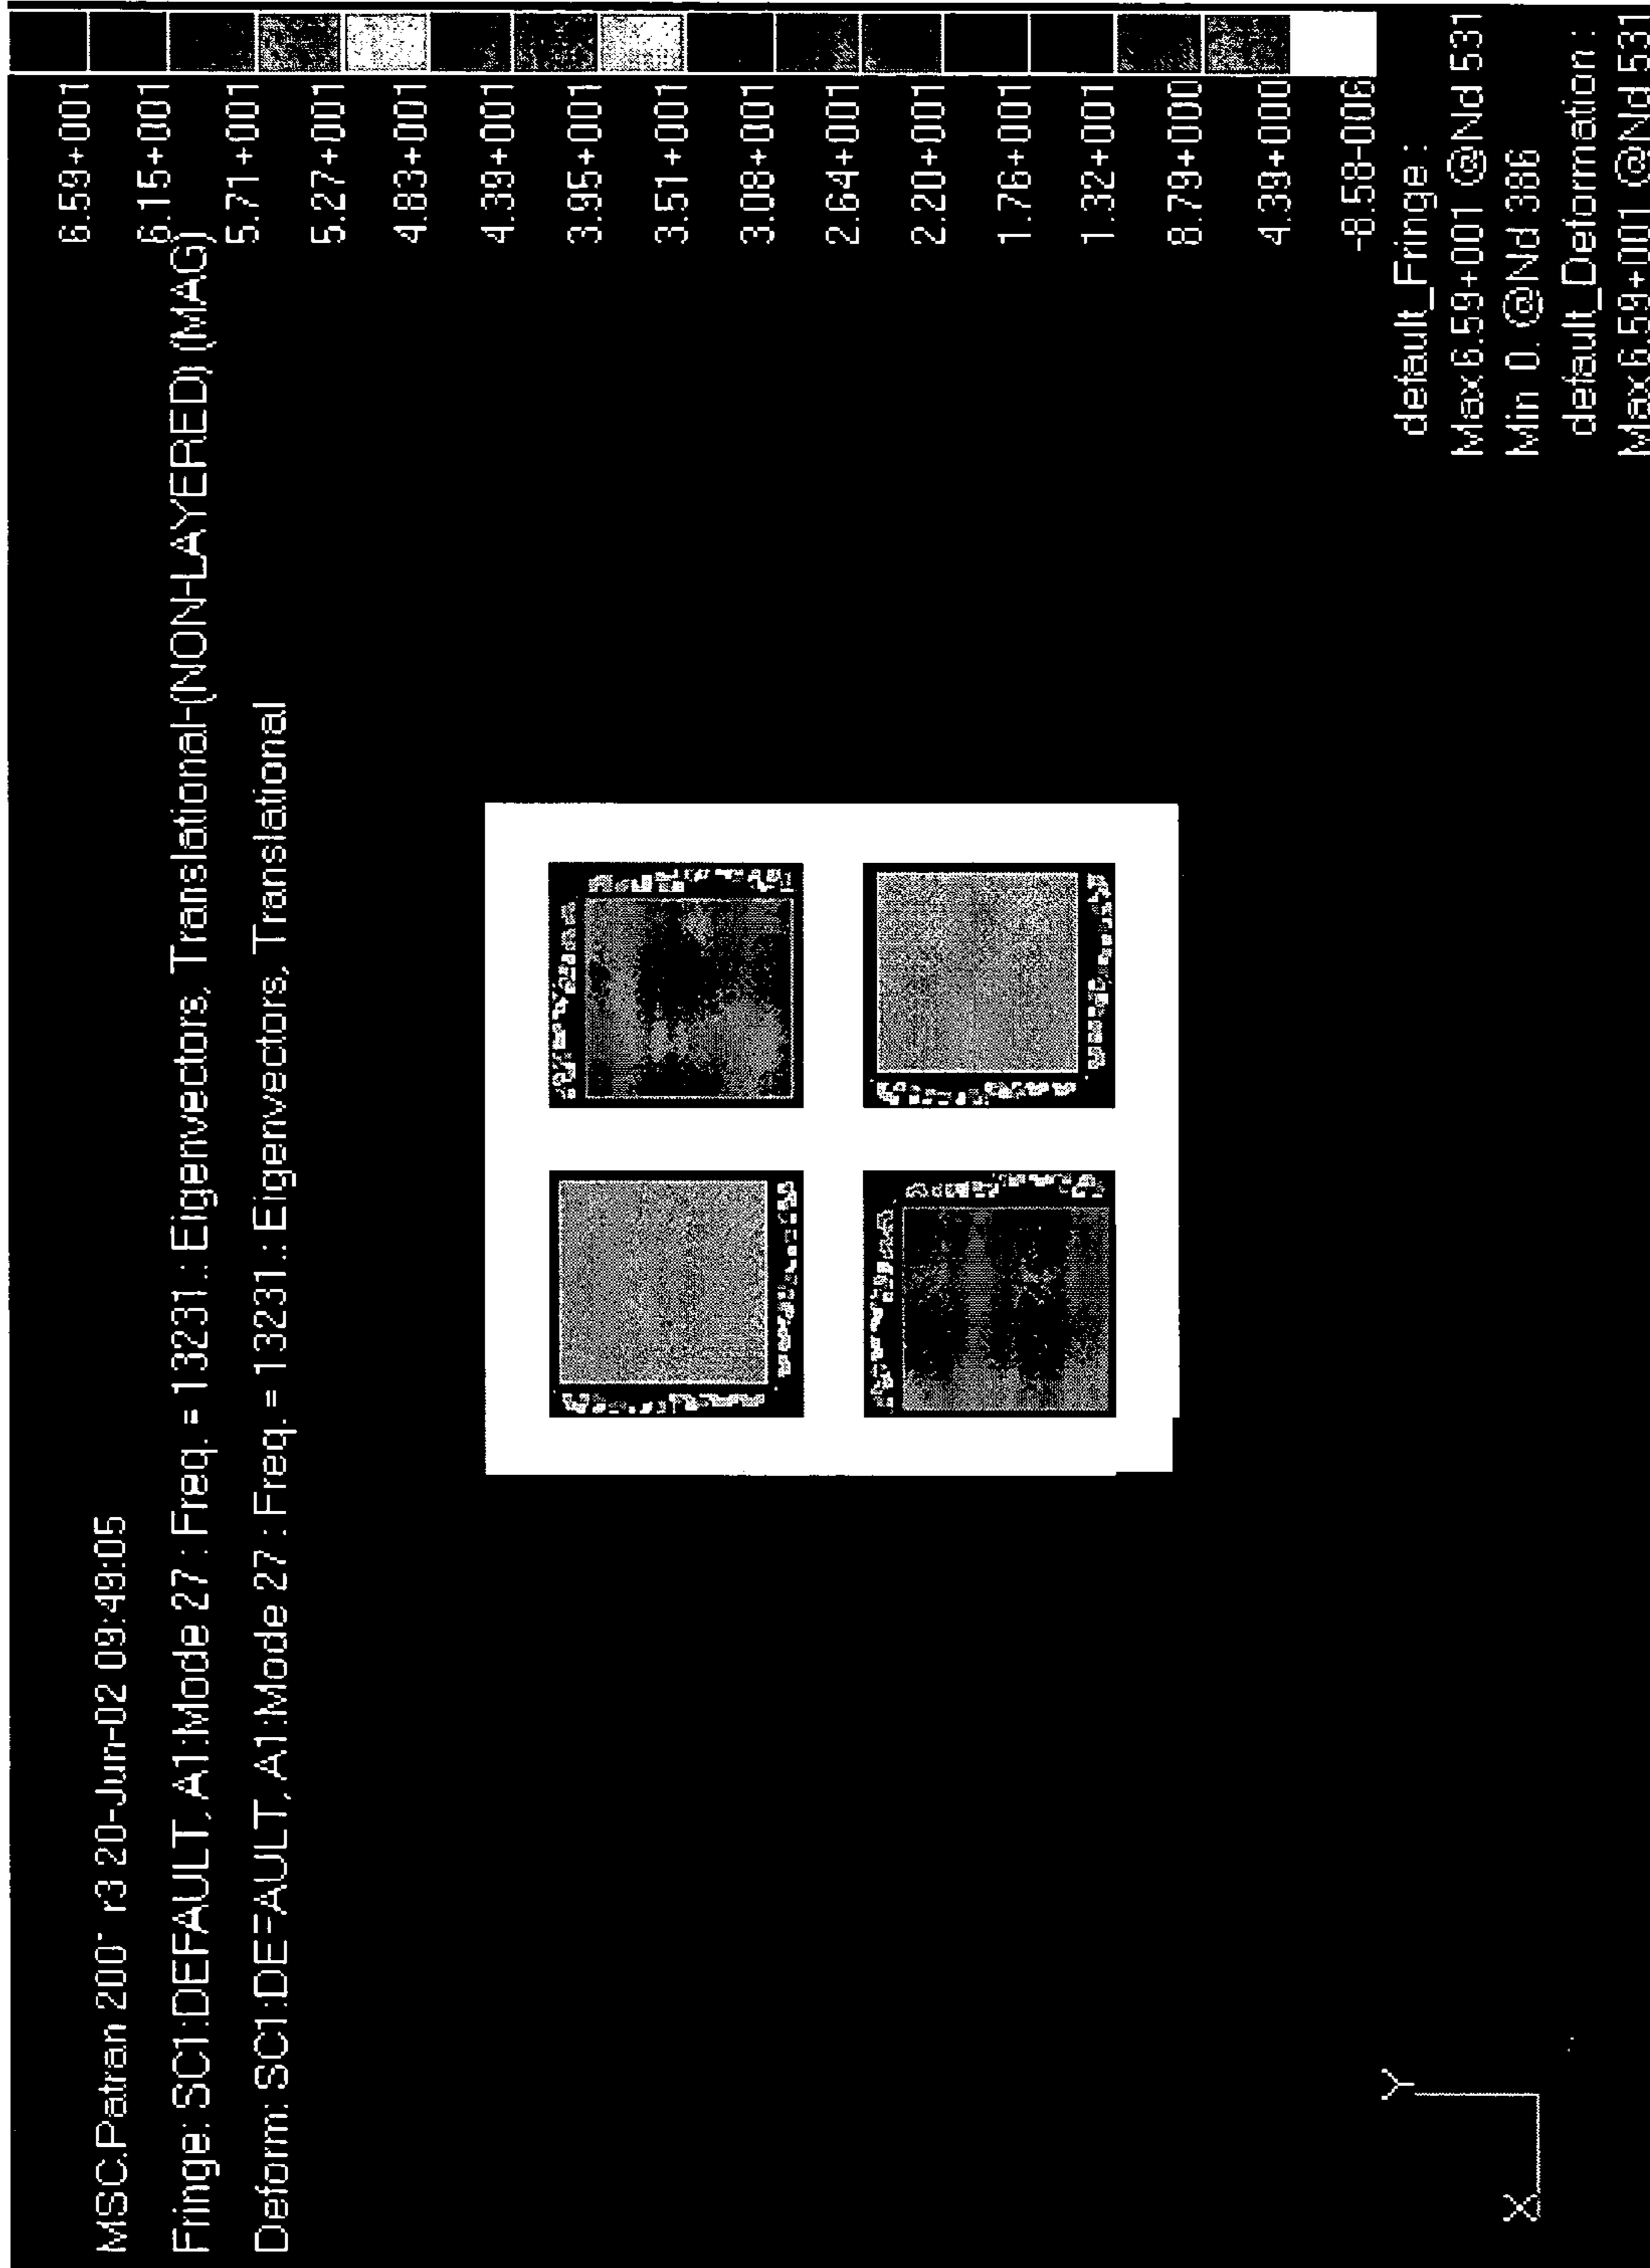 MSC.Patran 200 r3 20-Jun-02 09:49:05
Fringe: SC1:DEFAULT, A1:Mode 27 : Freq. = 13231.: Eigenvectors, Translational-(NON-LAYERED) (MAG)
Deform: SC1:DEFAULT, A1:Mode 27 : Freq. = 13231.: Eigenvectors, Translational
6.59+001
6.15+001
5.71+001
5.27+001
4.83+001
4.39+001
3.95+001
3.51+001
3.08+001
2.64+001
2.20+001
1.76+001
1.32+001
8.79+000
4.39+000
-8.58-006
default_Fringe :
Max 6.59+001 @Nd 531
Min 0. @Nd 386
default_Deformation :
Max 6.59+001 @Nd 531
Y
X